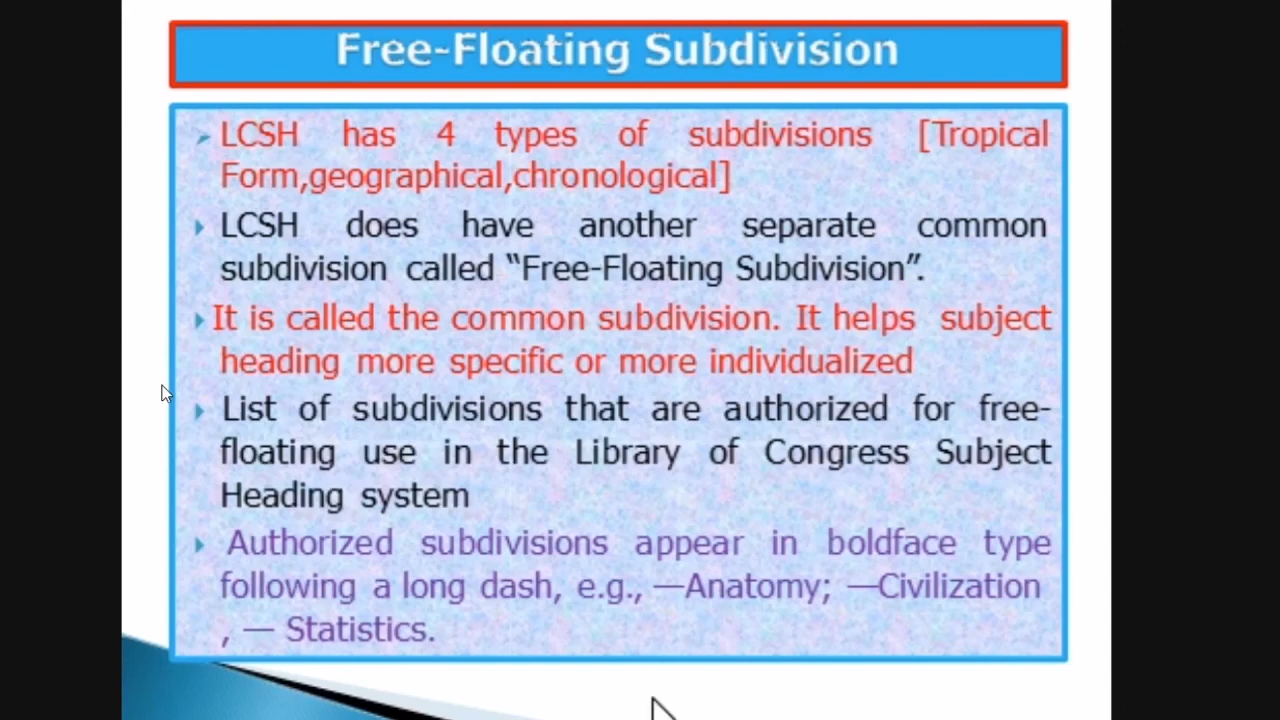 Free-Floating Subdivision
LCSH has 4 types of subdivisions [Tropical
Form,geographical,chronological]
LCSH does have another separate common
subdivision called “Free-Floating Subdivision”.
It is called the common subdivision. It helps subject
heading more specific or more individualized
List of subdivisions that are authorized for free-
floating use in the Library of Congress Subject
Heading system
Authorized subdivisions appear in boldface type
following a long dash, e.g., —Anatomy; —Civilization
, — Statistics.